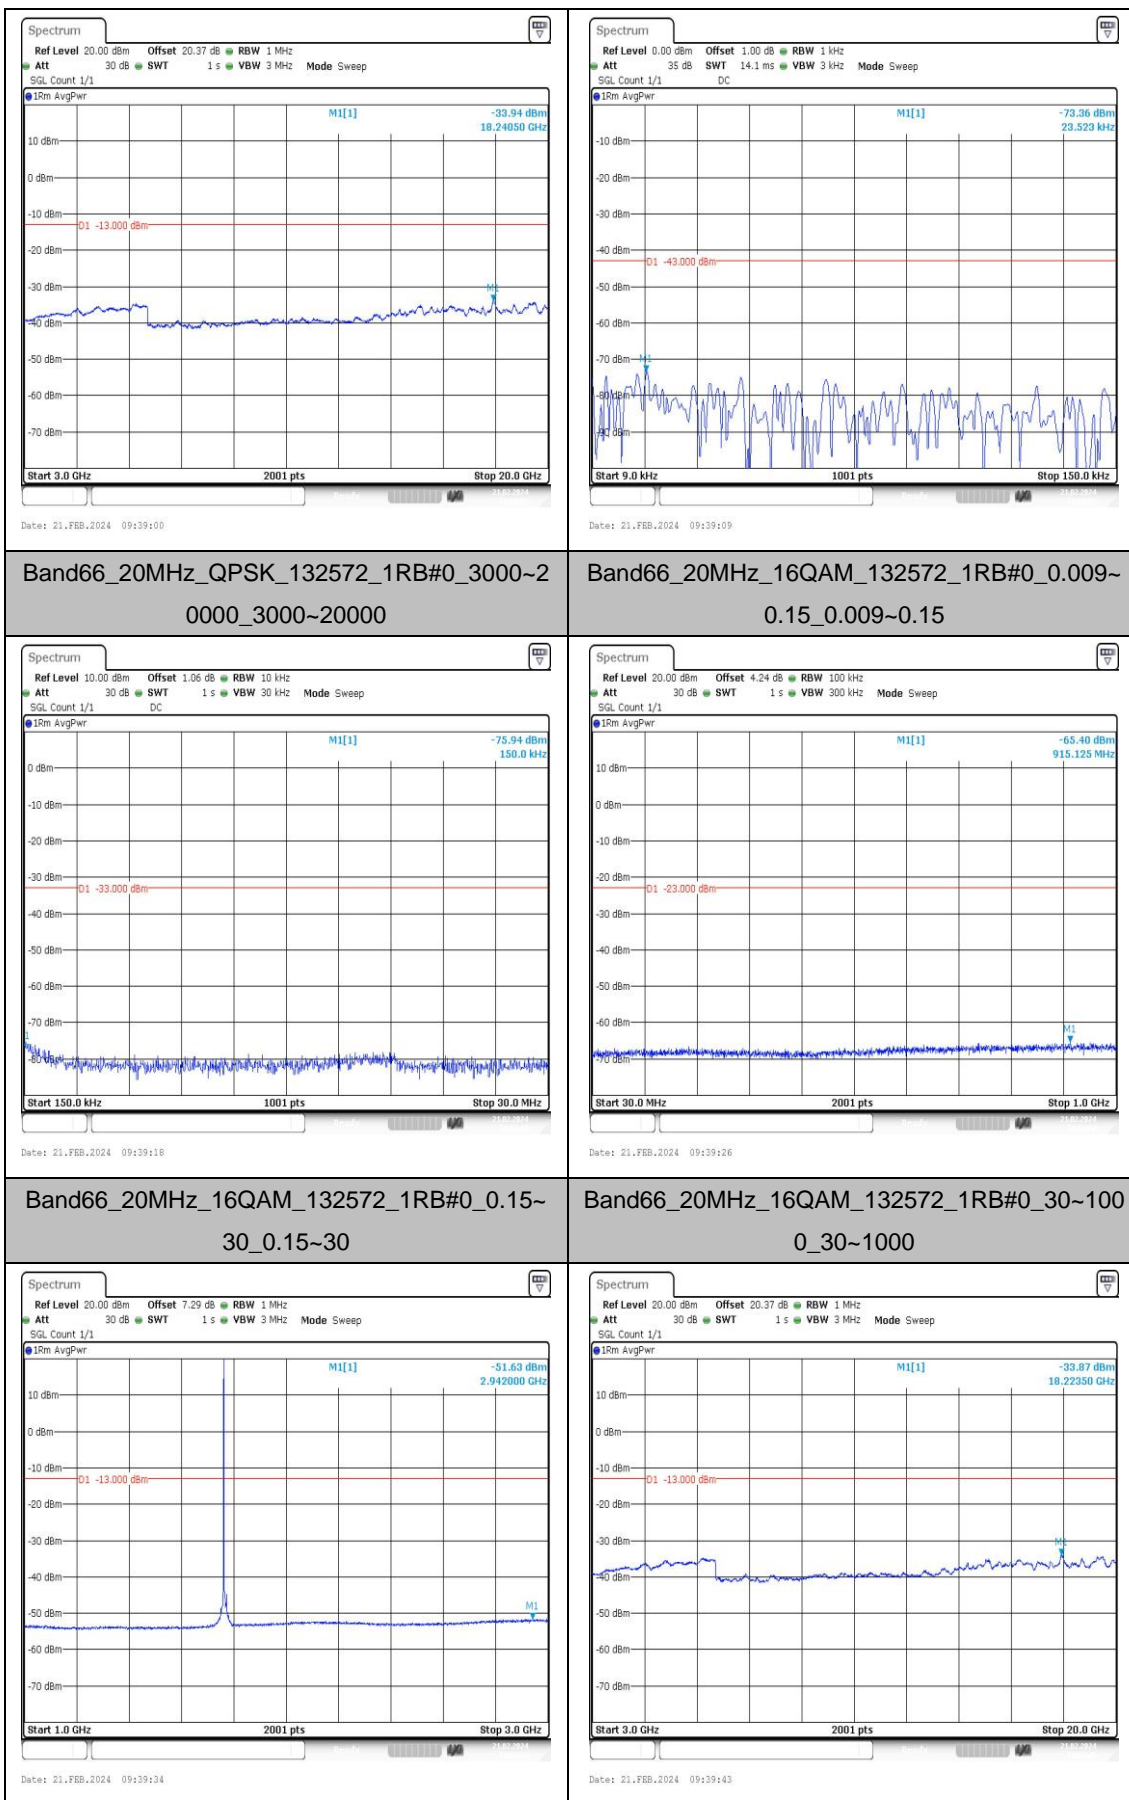 Spectrum
Ref Level 20.00 dBm Offset 20.37 dB RBW 1 MHz
Att 30 dB SWT 1 s VBW 3 MHz Mode Sweep
SGL Count 1/1
1Rm AvgPwr
M1[1] -33.94 dBm
18.24050 GHz
10 dBm
0 dBm
-10 dBm
D1 -13.000 dBm
-20 dBm
-30 dBm
M1
-40 dBm
-50 dBm
-60 dBm
-70 dBm
Start 3.0 GHz 2001 pts Stop 20.0 GHz
Date: 21.FEB.2024 09:39:00
Spectrum
Ref Level 0.00 dBm Offset 1.00 dB RBW 1 kHz
Att 35 dB SWT 14.1 ms VBW 3 kHz Mode Sweep
SGL Count 1/1 DC
1Rm AvgPwr
M1[1] -73.36 dBm
23.523 kHz
-10 dBm
-20 dBm
-30 dBm
-40 dBm
D1 -43.000 dBm
-50 dBm
-60 dBm
-70 dBm
M1
-80 dBm
-90 dBm
Start 9.0 kHz 1001 pts Stop 150.0 kHz
Date: 21.FEB.2024 09:39:09
Band66_20MHz_QPSK_132572_1RB#0_3000~2
0000_3000~20000
Band66_20MHz_16QAM_132572_1RB#0_0.009~
0.15_0.009~0.15
Spectrum
Ref Level 10.00 dBm Offset 1.06 dB RBW 10 kHz
Att 30 dB SWT 1 s VBW 30 kHz Mode Sweep
SGL Count 1/1 DC
1Rm AvgPwr
M1[1] -75.94 dBm
150.0 kHz
0 dBm
-10 dBm
-20 dBm
-30 dBm
D1 -33.000 dBm
-40 dBm
-50 dBm
-60 dBm
-70 dBm
1
-80 dBm
Start 150.0 kHz 1001 pts Stop 30.0 MHz
Date: 21.FEB.2024 09:39:18
Spectrum
Ref Level 20.00 dBm Offset 4.24 dB RBW 100 kHz
Att 30 dB SWT 1 s VBW 300 kHz Mode Sweep
SGL Count 1/1
1Rm AvgPwr
M1[1] -65.40 dBm
915.125 MHz
10 dBm
0 dBm
-10 dBm
-20 dBm
D1 -23.000 dBm
-30 dBm
-40 dBm
-50 dBm
-60 dBm
M1
-70 dBm
Start 30.0 MHz 2001 pts Stop 1.0 GHz
Date: 21.FEB.2024 09:39:26
Band66_20MHz_16QAM_132572_1RB#0_0.15~
30_0.15~30
Band66_20MHz_16QAM_132572_1RB#0_30~100
0_30~1000
Spectrum
Ref Level 20.00 dBm Offset 7.29 dB RBW 1 MHz
Att 30 dB SWT 1 s VBW 3 MHz Mode Sweep
SGL Count 1/1
1Rm AvgPwr
M1[1] -51.63 dBm
2.942000 GHz
10 dBm
0 dBm
-10 dBm
D1 -13.000 dBm
-20 dBm
-30 dBm
-40 dBm
-50 dBm
M1
-60 dBm
-70 dBm
Start 1.0 GHz 2001 pts Stop 3.0 GHz
Date: 21.FEB.2024 09:39:34
Spectrum
Ref Level 20.00 dBm Offset 20.37 dB RBW 1 MHz
Att 30 dB SWT 1 s VBW 3 MHz Mode Sweep
SGL Count 1/1
1Rm AvgPwr
M1[1] -33.87 dBm
18.22350 GHz
10 dBm
0 dBm
-10 dBm
D1 -13.000 dBm
-20 dBm
-30 dBm
M1
-40 dBm
-50 dBm
-60 dBm
-70 dBm
Start 3.0 GHz 2001 pts Stop 20.0 GHz
Date: 21.FEB.2024 09:39:43